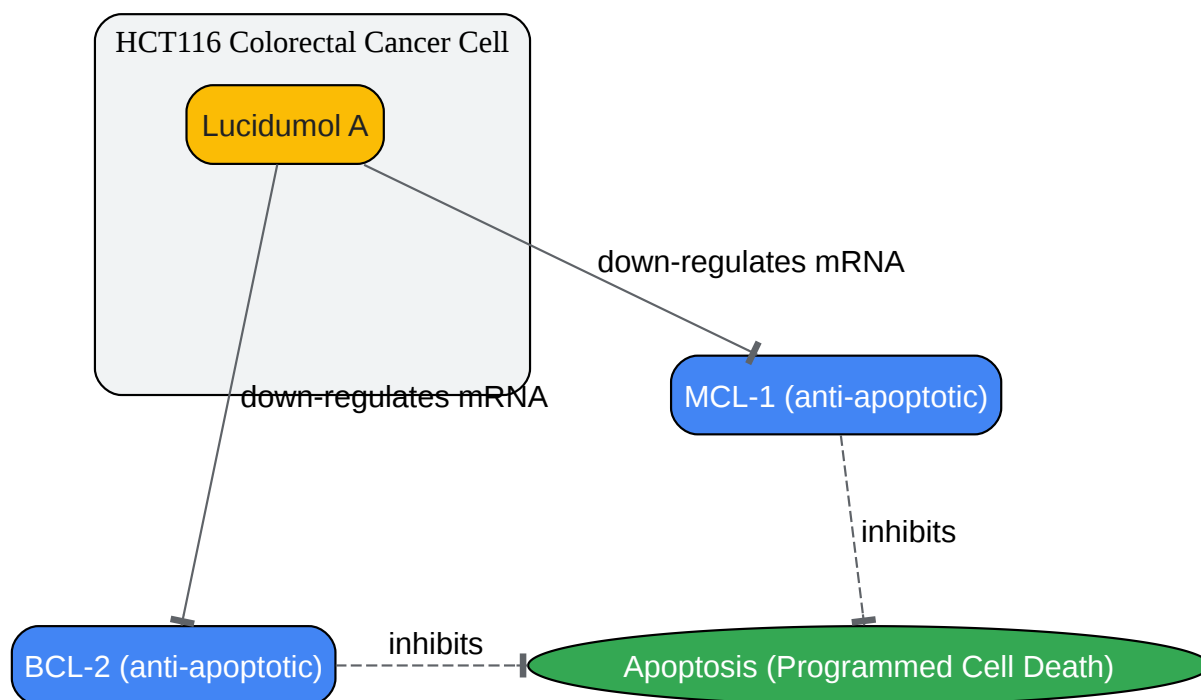 HCT116 Colorectal Cancer Cell
Lucidumol A
down-regulates mRNA
down-regulates mRNA
MCL-1 (anti-apoptotic)
inhibits
BCL-2 (anti-apoptotic)
inhibits
Apoptosis (Programmed Cell Death)